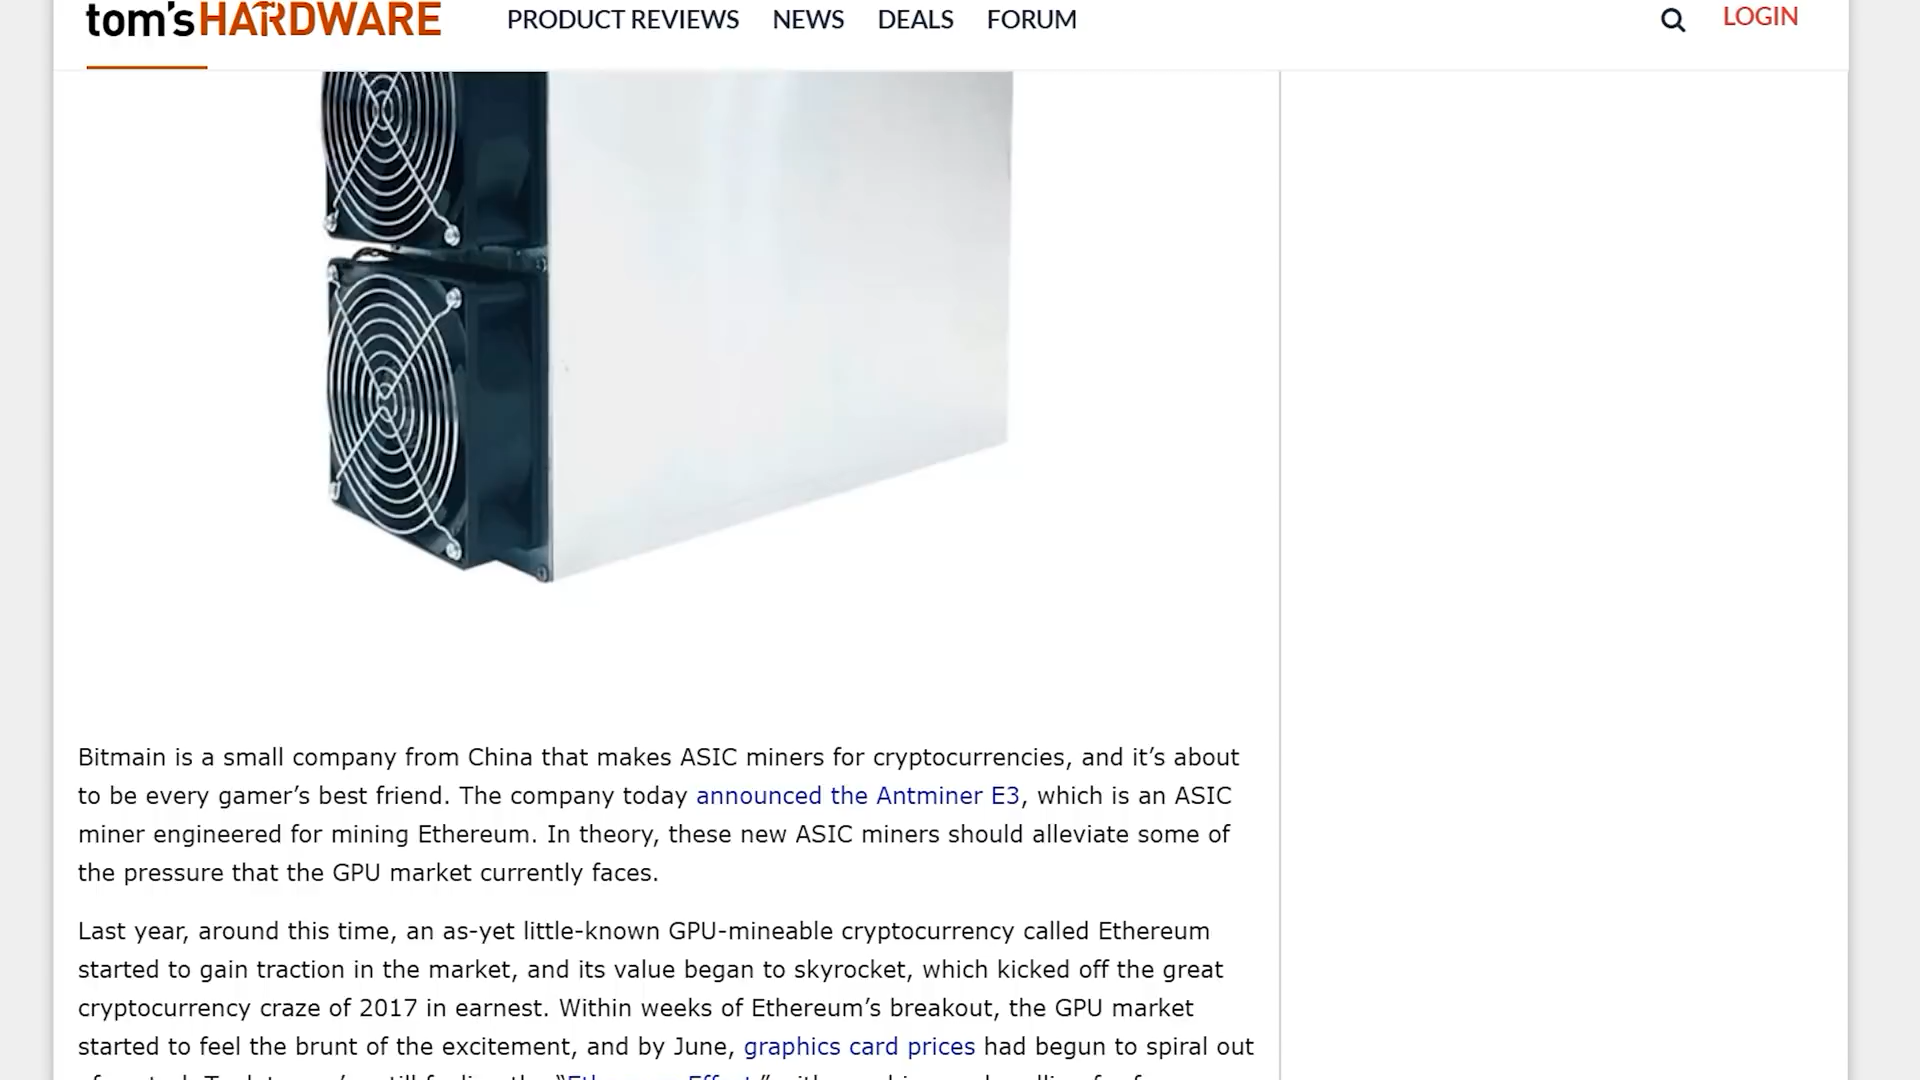 tom's HARDWARE PRODUCT REVIEWS NEWS DEALS FORUM LOGIN
Bitmain is a small company from China that makes ASIC miners for cryptocurrencies, and it’s about
to be every gamer’s best friend. The company today announced the Antminer E3, which is an ASIC
miner engineered for mining Ethereum. In theory, these new ASIC miners should alleviate some of
the pressure that the GPU market currently faces.
Last year, around this time, an as-yet little-known GPU-mineable cryptocurrency called Ethereum
started to gain traction in the market, and its value began to skyrocket, which kicked off the great
cryptocurrency craze of 2017 in earnest. Within weeks of Ethereum’s breakout, the GPU market
started to feel the brunt of the excitement, and by June, graphics card prices had begun to spiral out